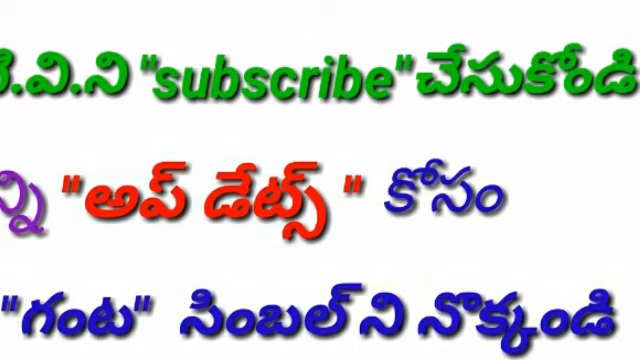 .వి.ని "subscribe" చేసుకోండి
"అప్ డేట్స్ " కోసం
"గంట" సింబల్ ని నొక్కండి